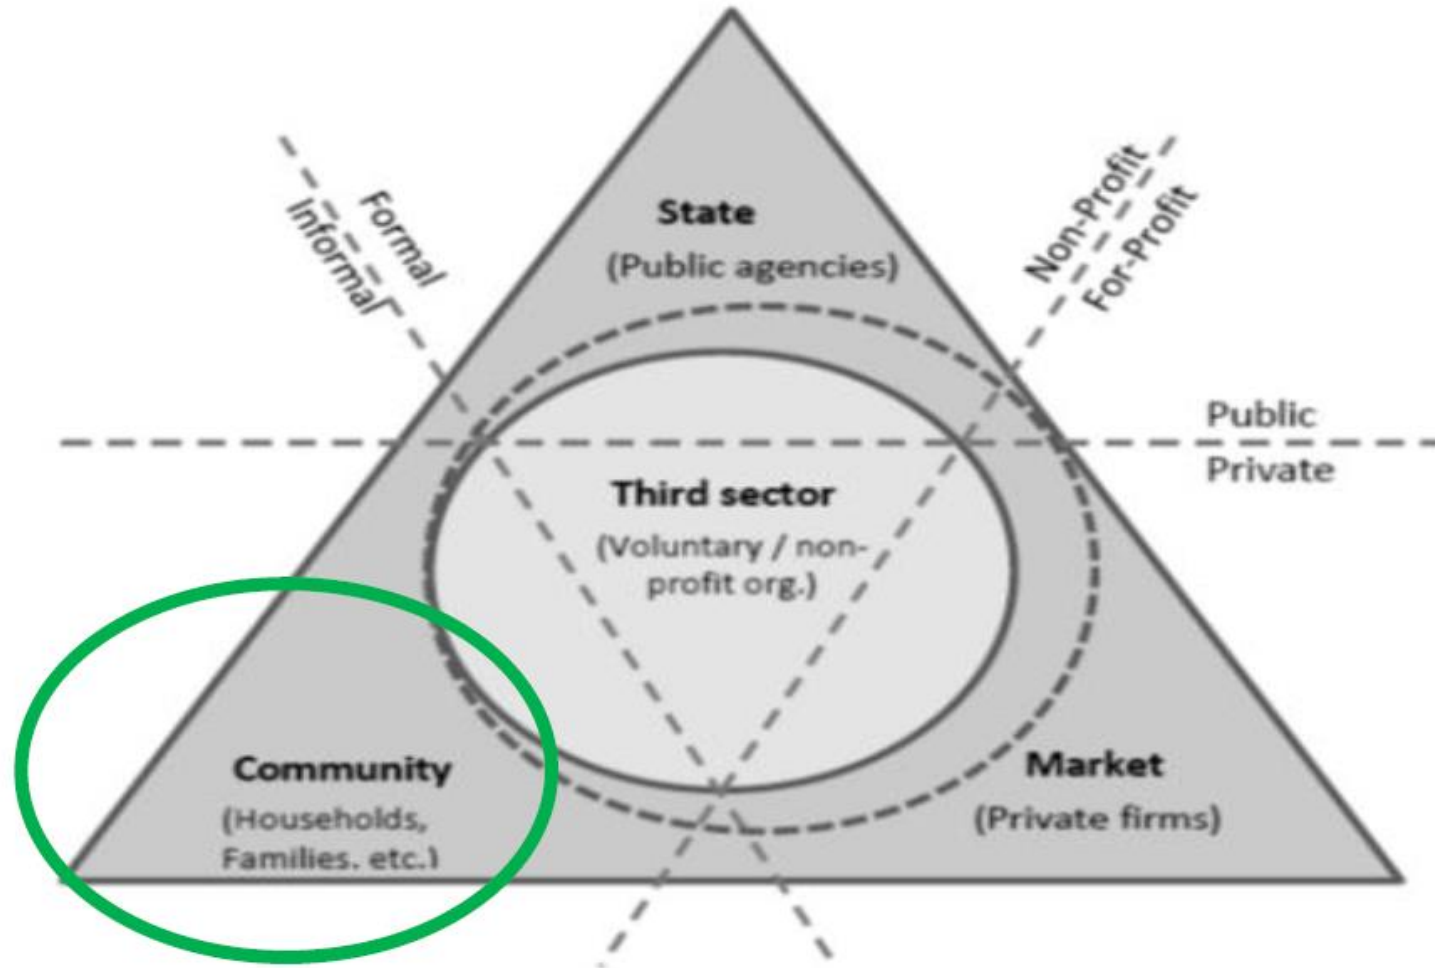 Formal
Informal
Non-Profit
For-Profit
State
(Public agencies)
Public
Private
Third sector
(Voluntary / non-
profit org.)
Community
(Households,
Families. etc.)
Market
(Private firms)